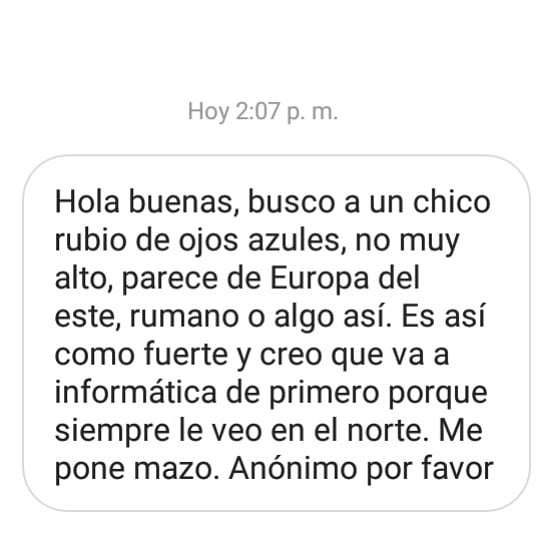 Hoy 2:07 p. m.
Hola buenas, busco a un chico
rubio de ojos azules, no muy
alto, parece de Europa del
este, rumano o algo así. Es así
como fuerte y creo que va a
informática de primero porque
siempre le veo en el norte. Me
pone mazo. Anónimo por favor